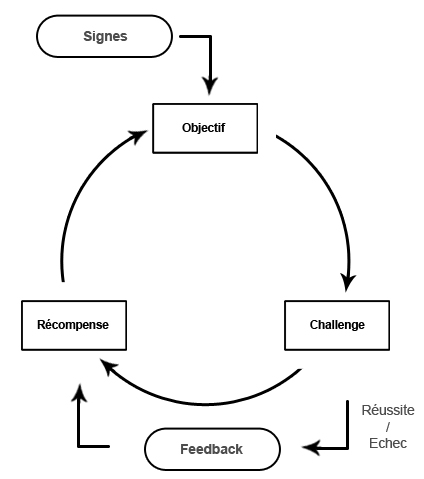 Signes
Objectif
Récompense
Challenge
Réussite
/
Echec
Feedback